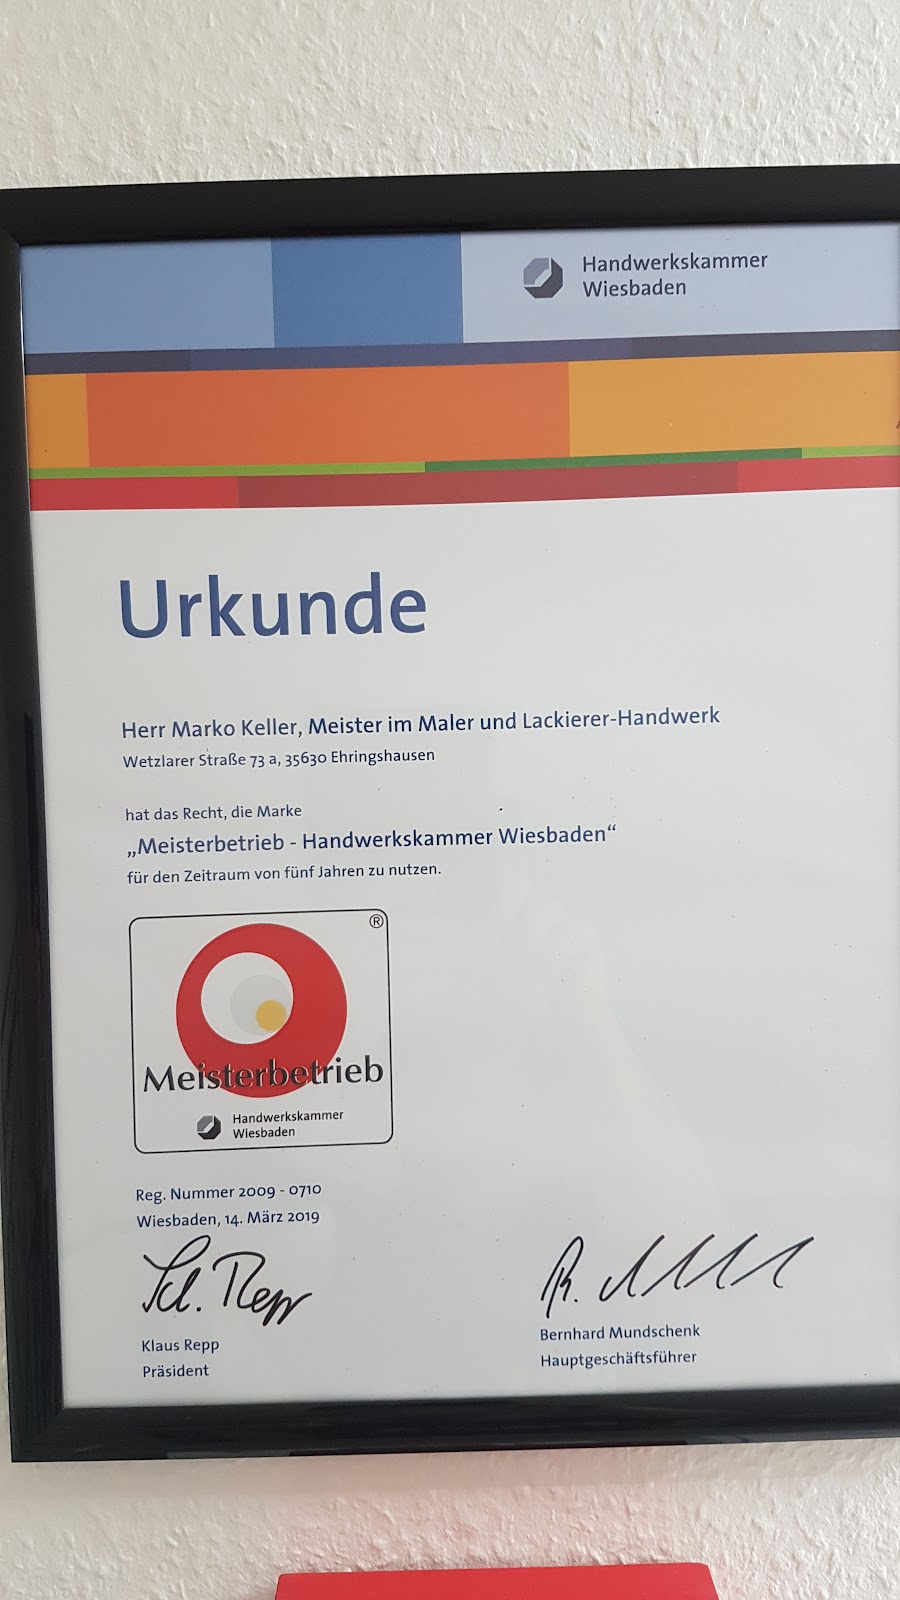 Handwerkskammer
Wiesbaden
Urkunde
Herr Marko Keller, Meister im Maler und Lackierer-Handwerk
Wetzlarer Straße 73 a, 35630 Ehringshausen
hat das Recht, die Marke
„Meisterbetrieb - Handwerkskammer Wiesbaden“
für den Zeitraum von fünf Jahren zu nutzen.
®
Meisterbetrieb
Handwerkskammer
Wiesbaden
Reg. Nummer 2009 - 0710
Wiesbaden, 14. März 2019
Klaus Repp
Präsident
Bernhard Mundschenk
Hauptgeschäftsführer